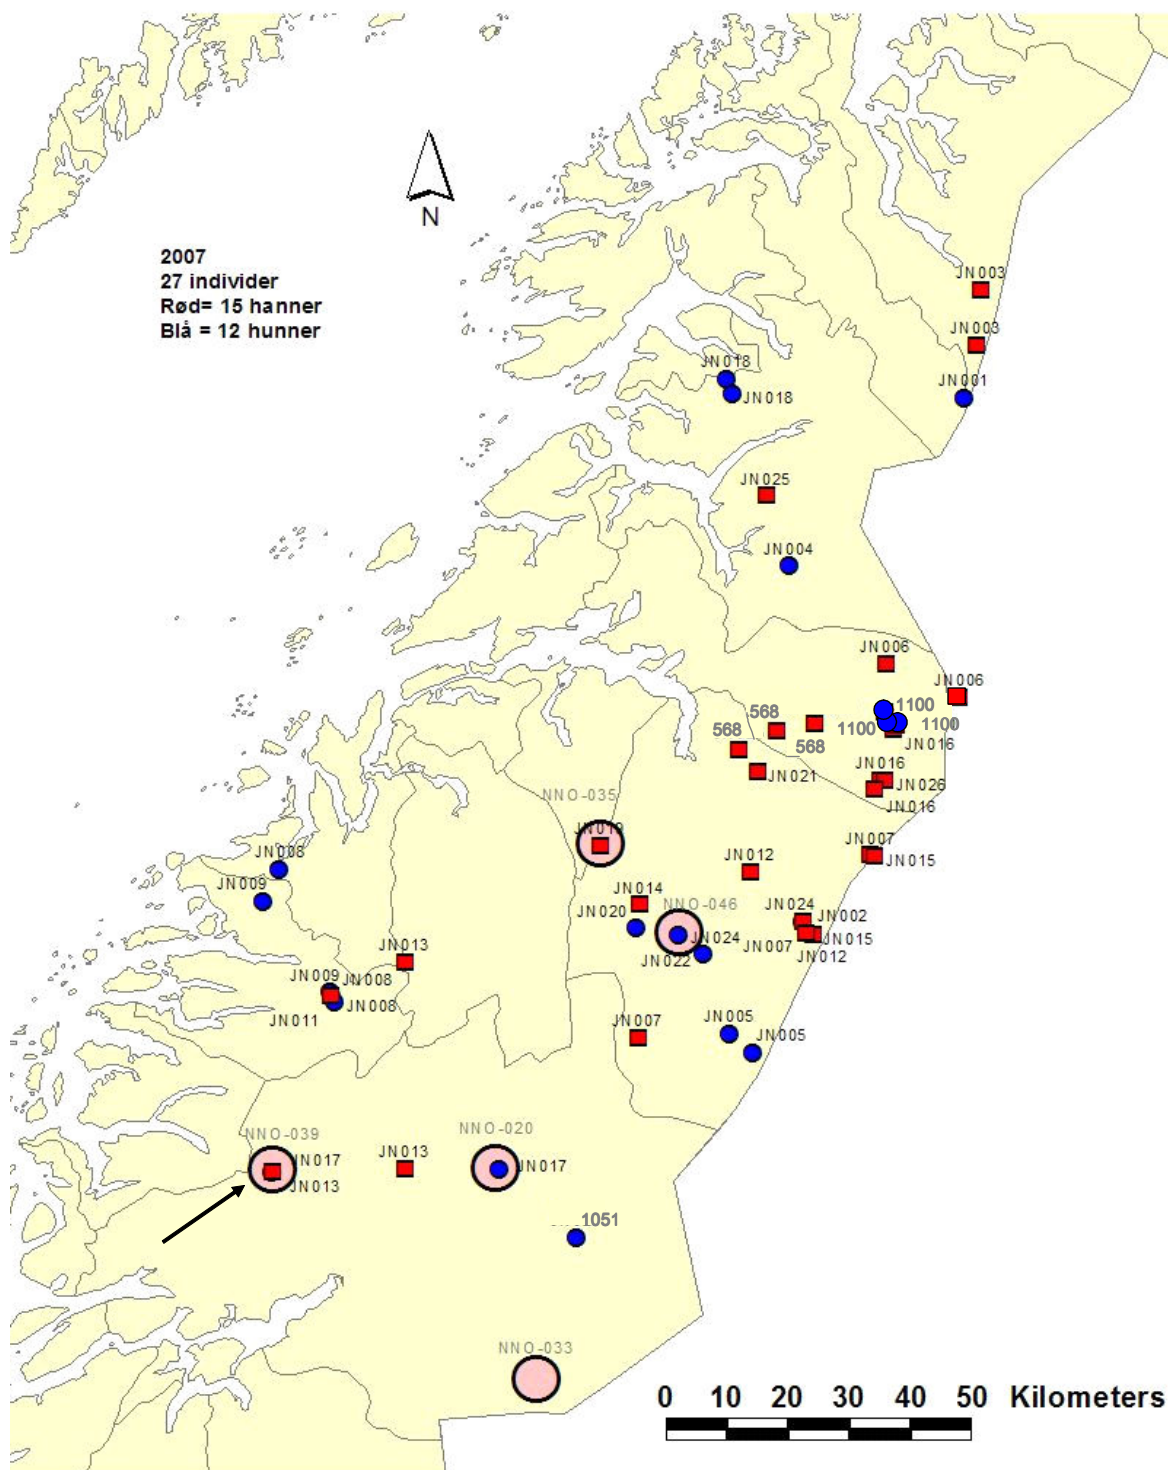 N
2007
27 individer
Rød= 15 hanner
Blå = 12 hunner
JN003
JN003
JN018
JN001
JN018
JN025
JN004
JN006
JN006
1100
568
1100
1100
568
568
JN016
JN016
JN021
JN026
NNO-035
JN016
JN019
JN008
JN007
JN015
JN012
JN009
JN014
NNO-046
JN024
JN020
JN002
JN024
JN015
JN013
JN007
JN012
JN022
JN009
JN008
JN008
JN011
JN007
JN005
JN005
NNO-039
NNO-020
JN017
JN013
JN017
JN013
1051
NNO-033
0 10 20 30 40 50 Kilometers